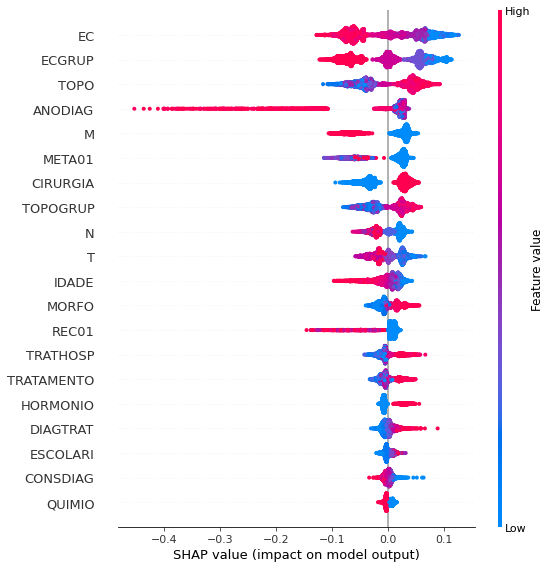 High
EC
ECGRUP
TOPO
ANODIAG
M
META01
CIRURGIA
TOPOGRUP
N
T
IDADE
MORFO
REC01
TRATHOSP
TRATAMENTO
HORMONIO
DIAGTRAT
ESCOLARI
CONSDIAG
QUIMIO
Feature value
Low
−0.4 −0.3 −0.2 −0.1 0.0 0.1
SHAP value (impact on model output)